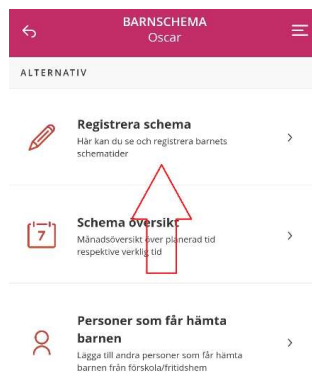 BARNSCHEMA
Oscar
ALTERNATIV
Registrera schema
Här kan du se och registrera barnets
schematider
7
Schema översikt
Månadsöversikt över planerad tid
respektive verklig tid
Personer som får hämta
barnen
Lägga till andra personer som får hämta
barnen från förskola/fritidshem